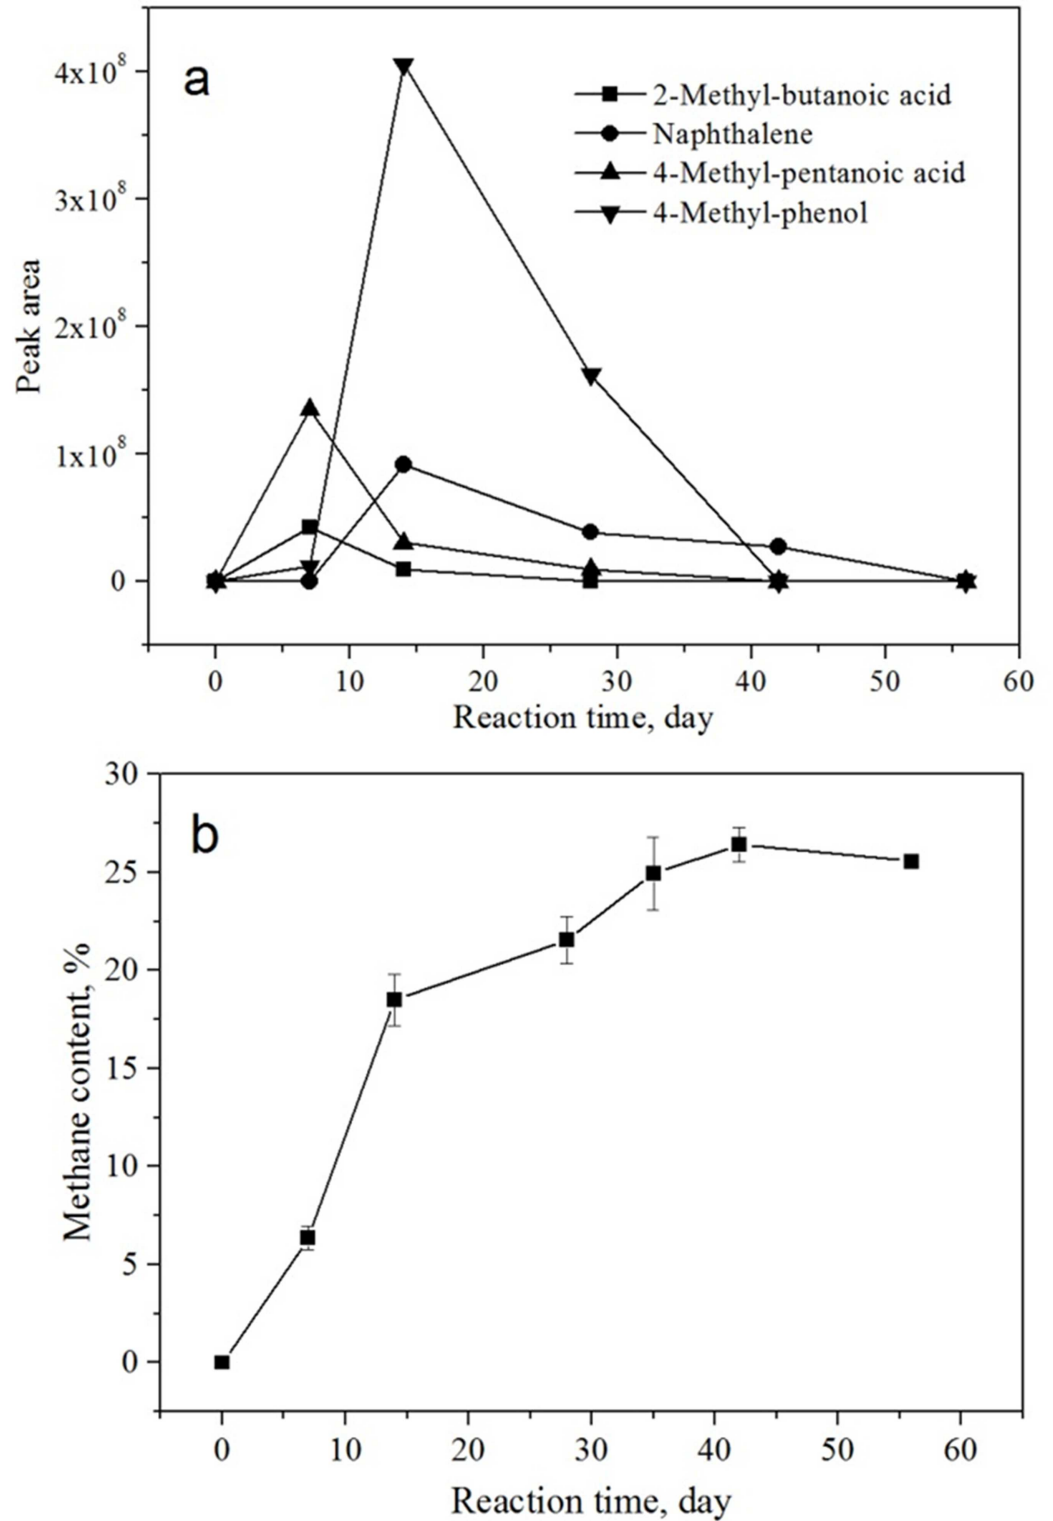 a
4x10⁸
3x10⁸
2x10⁸
1x10⁸
0
Peak area
2-Methyl-butanoic acid
Naphthalene
4-Methyl-pentanoic acid
4-Methyl-phenol
0 10 20 30 40 50 60
Reaction time, day
b
30
25
20
15
10
5
0
Methane content, %
0 10 20 30 40 50 60
Reaction time, day